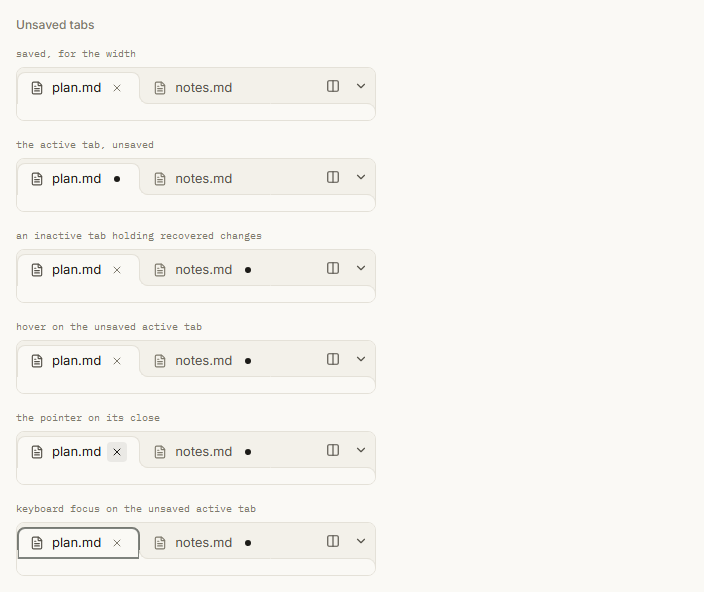 Unsaved tabs
saved, for the width
plan.md notes.md
the active tab, unsaved
plan.md notes.md
an inactive tab holding recovered changes
plan.md notes.md
hover on the unsaved active tab
plan.md notes.md
the pointer on its close
plan.md notes.md
keyboard focus on the unsaved active tab
plan.md notes.md